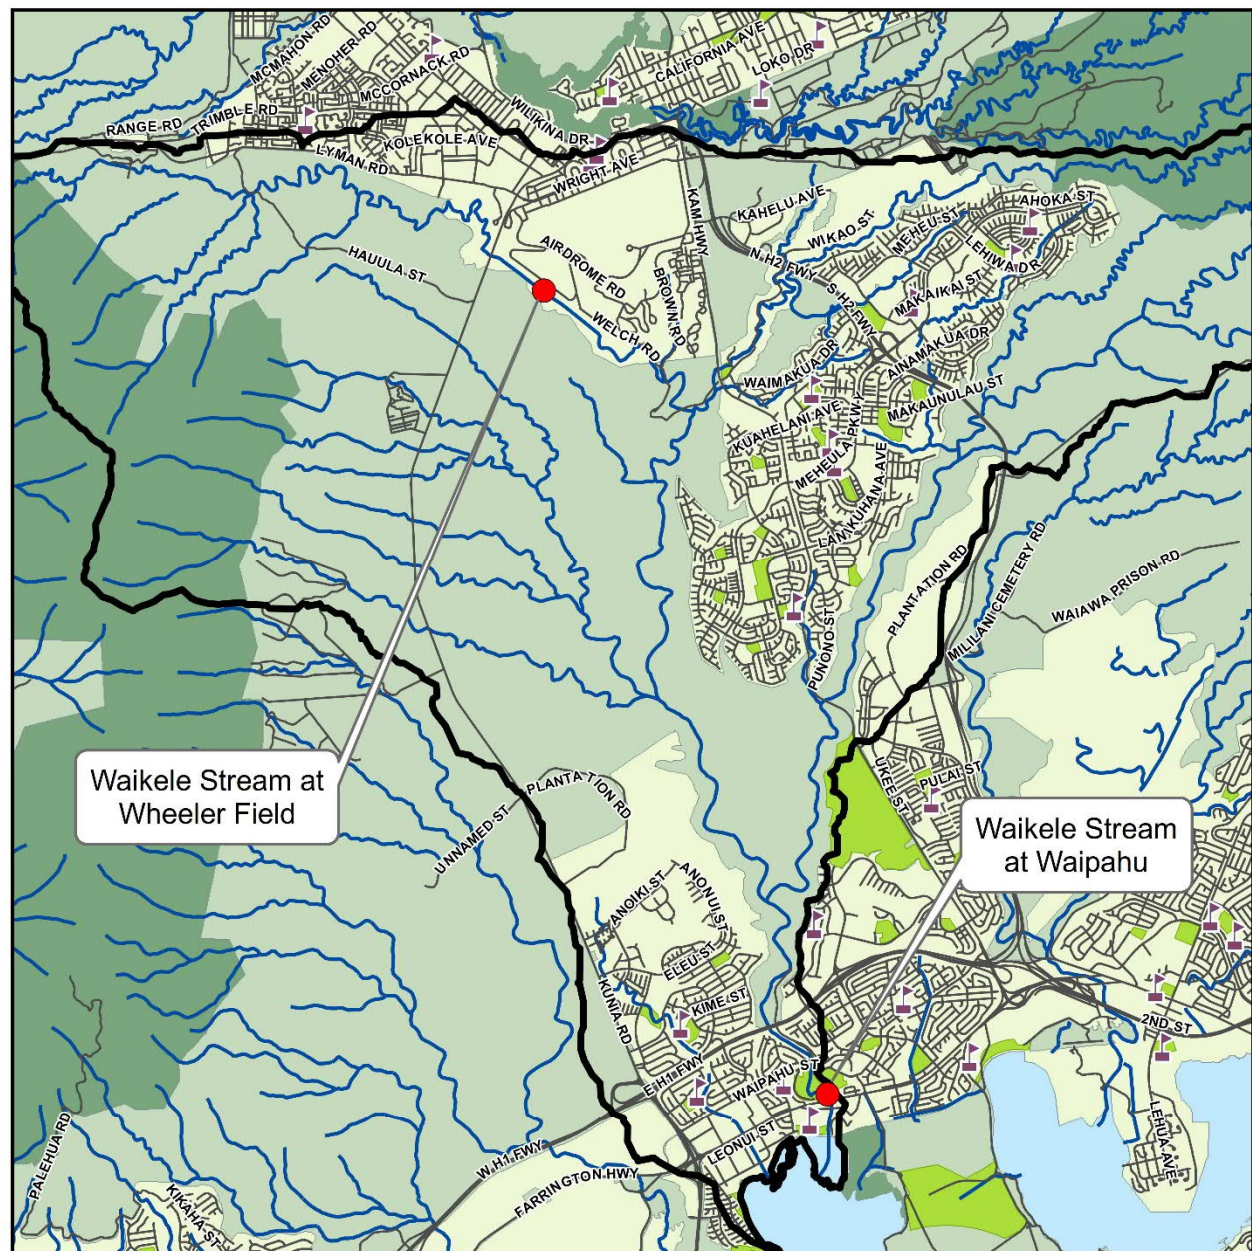 CALIFORNIA AVE
LOKO DR
MCMAHON RD
MENOHER RD
MCCORNACK RD
RANGE RD
TRIMBLE RD
WILIKINA DR
KOLEKOLE AVE
LYMAN RD
WRIGHT AVE
KAM HWY
KAHELU AVE
AHOKA ST
MEHEU ST
WIKAO ST
LEHIWA DR
HAUULA ST
AIRDROME RD
N H2 FWY
BROWN RD
S H2 FWY
MAKAIKAI ST
WELCH RD
AINAMAKUA DR
WAIMAKUA DR
MAKAUNULAU ST
KUAHELANI AVE
MEHEULA PKWY
LANIKUHANA AVE
PLANTATION RD
MILILANI CEMETERY RD
WAIAWA PRISON RD
PUNONO ST
Waikele Stream at
Wheeler Field
PLANTA TION RD
UKEE ST
PULAI ST
UNNAMED ST
Waikele Stream
at Waipahu
ANOIKI ST
ANONUI ST
ELEU ST
KUNIA RD
KIME ST
2ND ST
E H1 FWY
WAIPAHU ST
LEONUI ST
W H1 FWY
FARRINGTON HWY
LEHUA AVE
PALEHUA RD
KIKAHA ST